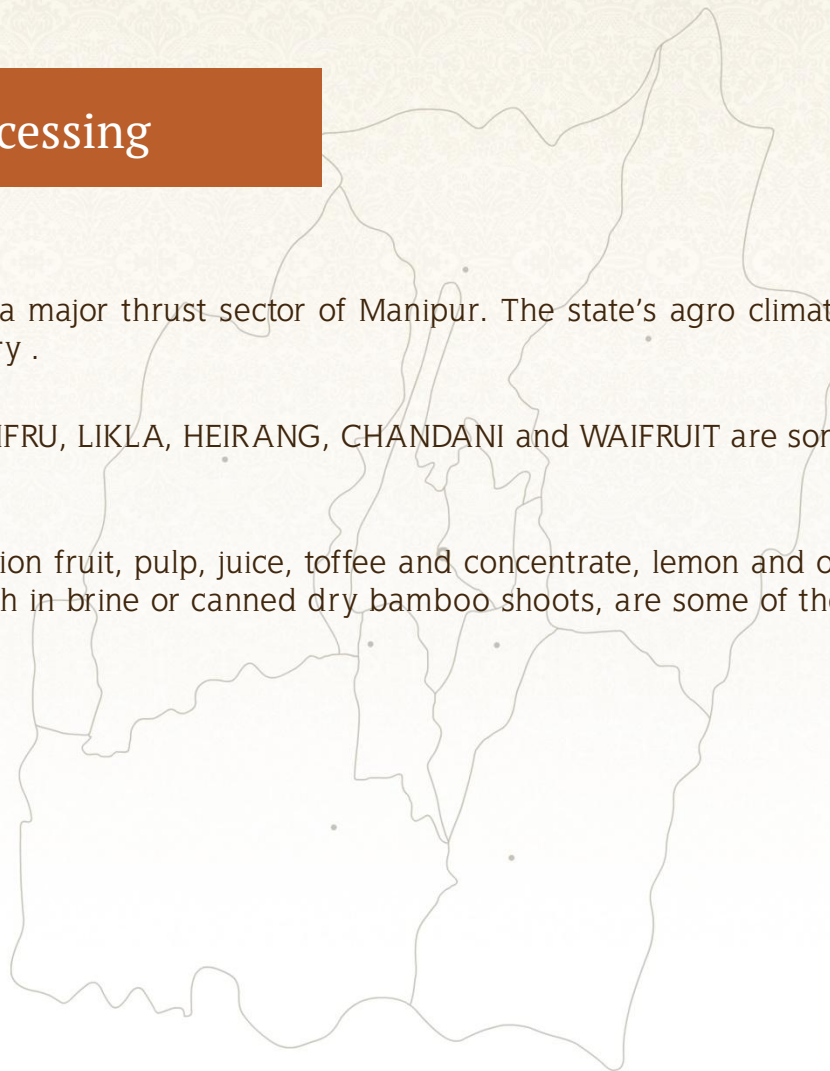 cessing
a major thrust sector of Manipur. The state’s agro climat
ry .
IFRU, LIKLA, HEIRANG, CHANDANI and WAIFRUIT are som
ion fruit, pulp, juice, toffee and concentrate, lemon and o
h in brine or canned dry bamboo shoots, are some of the